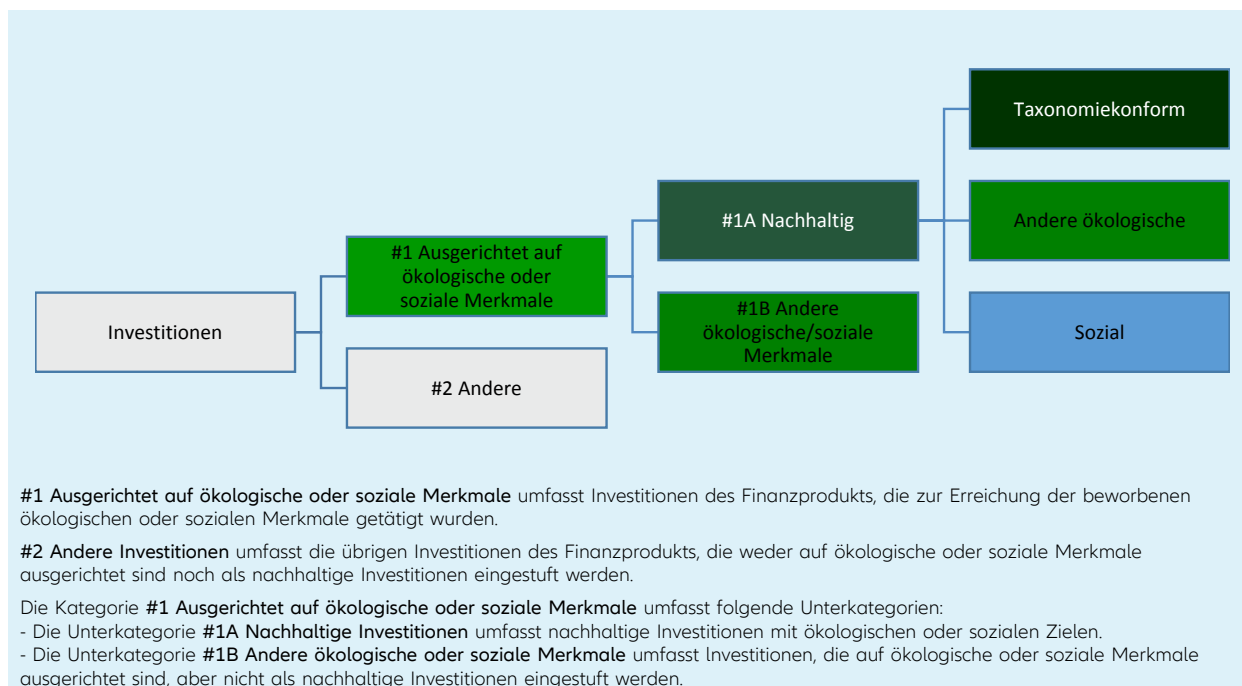 Taxonomiekonform
#1A Nachhaltig
Andere ökologische
#1 Ausgerichtet auf
ökologische oder
soziale Merkmale
Investitionen
#1B Andere
ökologische/soziale
Merkmale
Sozial
#2 Andere
#1 Ausgerichtet auf ökologische oder soziale Merkmale umfasst Investitionen des Finanzprodukts, die zur Erreichung der beworbenen
ökologischen oder sozialen Merkmale getätigt wurden.
#2 Andere Investitionen umfasst die übrigen Investitionen des Finanzprodukts, die weder auf ökologische oder soziale Merkmale
ausgerichtet sind noch als nachhaltige Investitionen eingestuft werden.
Die Kategorie #1 Ausgerichtet auf ökologische oder soziale Merkmale umfasst folgende Unterkategorien:
- Die Unterkategorie #1A Nachhaltige Investitionen umfasst nachhaltige Investitionen mit ökologischen oder sozialen Zielen.
- Die Unterkategorie #1B Andere ökologische oder soziale Merkmale umfasst Investitionen, die auf ökologische oder soziale Merkmale
ausgerichtet sind, aber nicht als nachhaltige Investitionen eingestuft werden.